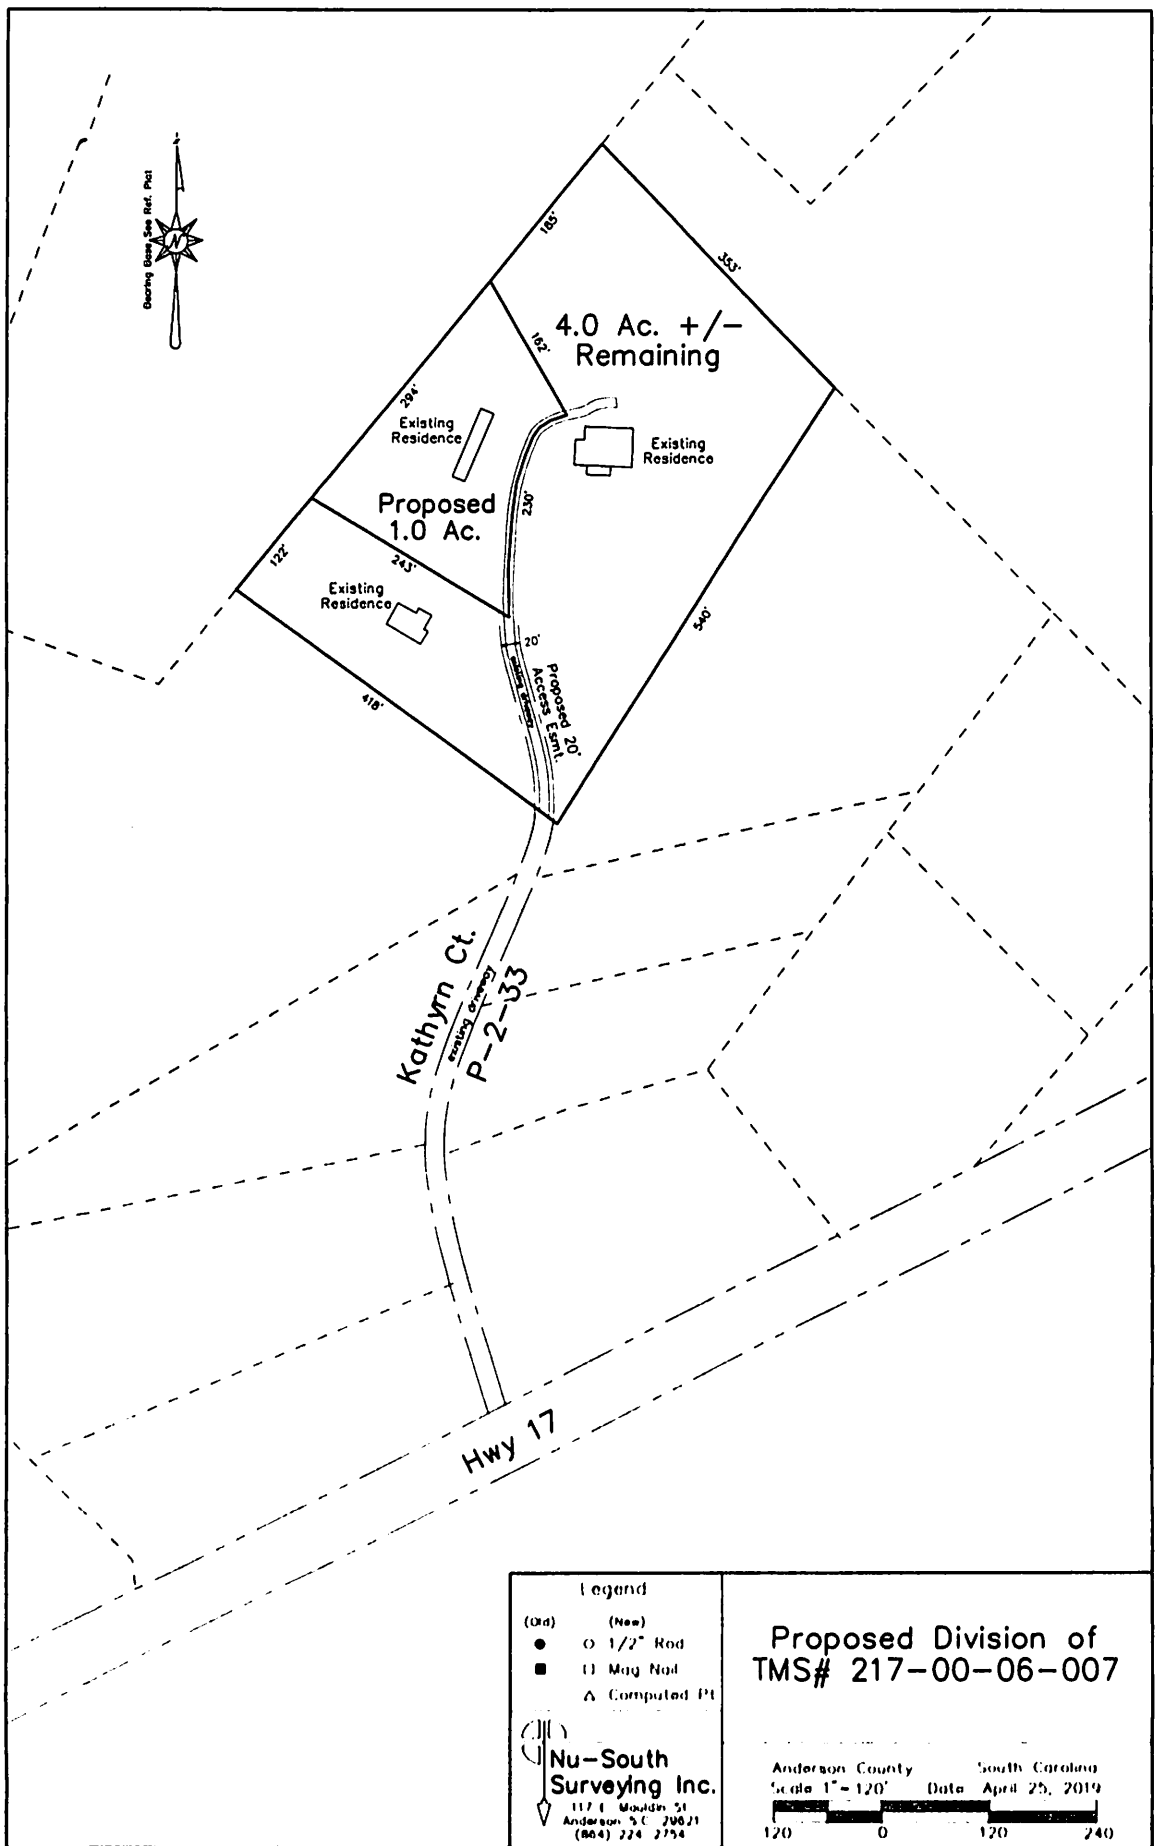 Bearing Base See Ref. Plat
N
185'
353'
4.0 Ac. +/-
Remaining
162'
294'
Existing
Residence
Existing
Residence
Proposed
1.0 Ac.
230'
122'
243'
Existing
Residence
540'
20'
existing driveway
Proposed 20'
Access Esmt.
418'
Kathyrn Ct.
existing driveway
P-2-33
Hwy 17
Legend
(Old) (New)
1/2" Rod
Mag Nail
Computed Pt
Nu-South
Surveying Inc.
117 E. Mouldin St
Anderson S.C. 29621
(864) 224 2754
Proposed Division of
TMS# 217-00-06-007
Anderson County South Carolina
Scale 1"=120' Date April 25, 2019
120 0 120 240